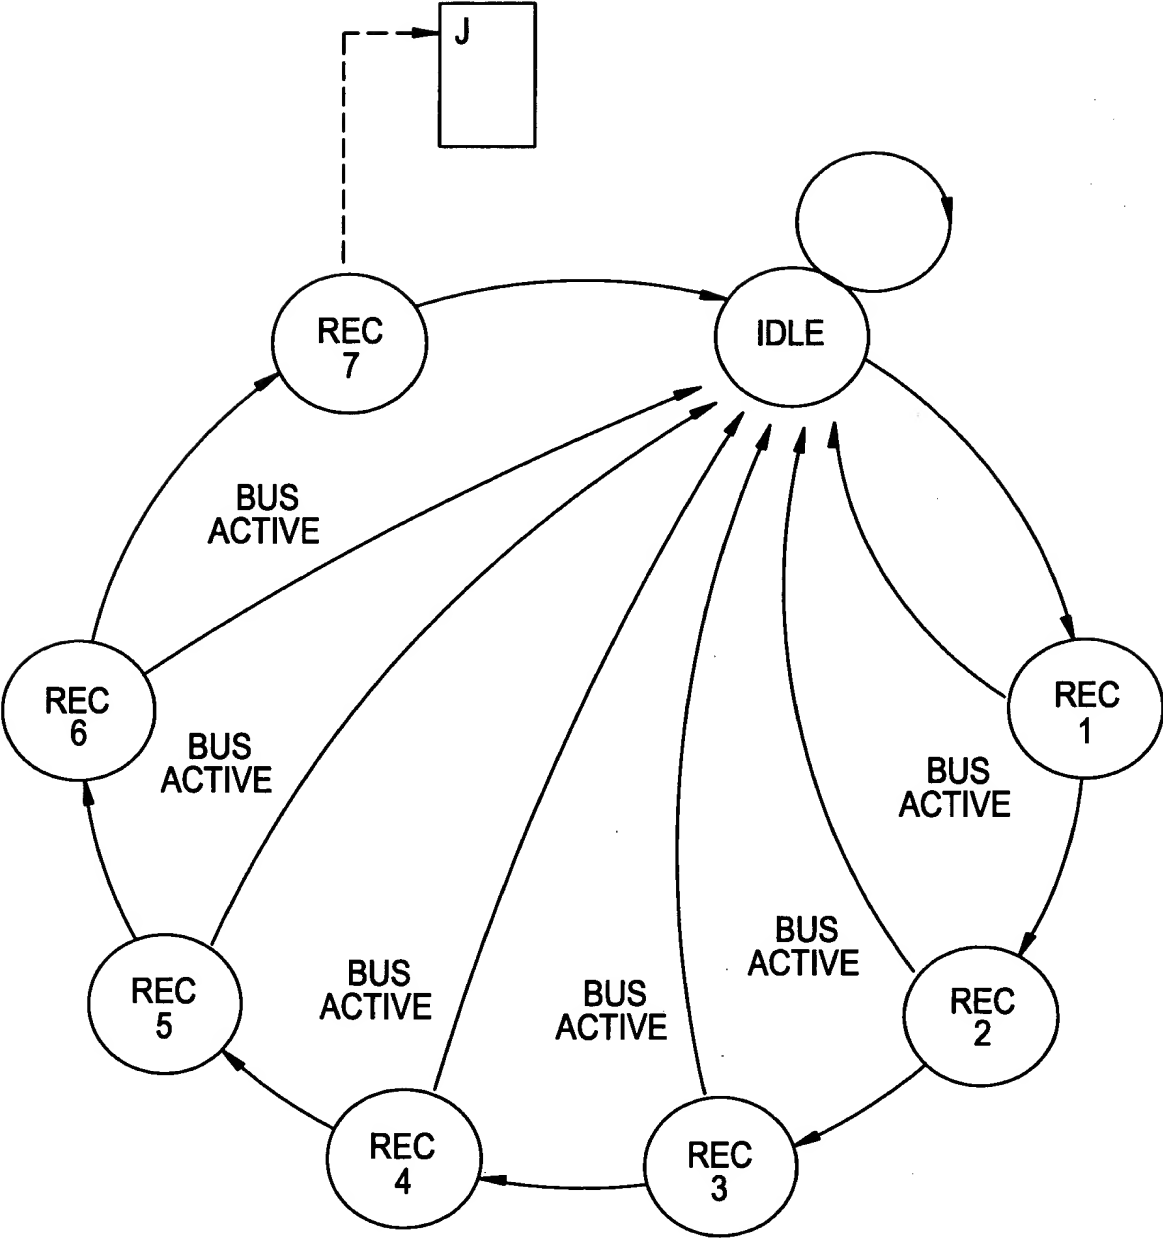 J
IDLE
REC
7
BUS
ACTIVE
REC
6
REC
1
BUS
ACTIVE
BUS
ACTIVE
BUS
ACTIVE
BUS
ACTIVE
BUS
ACTIVE
REC
5
REC
2
REC
4
REC
3